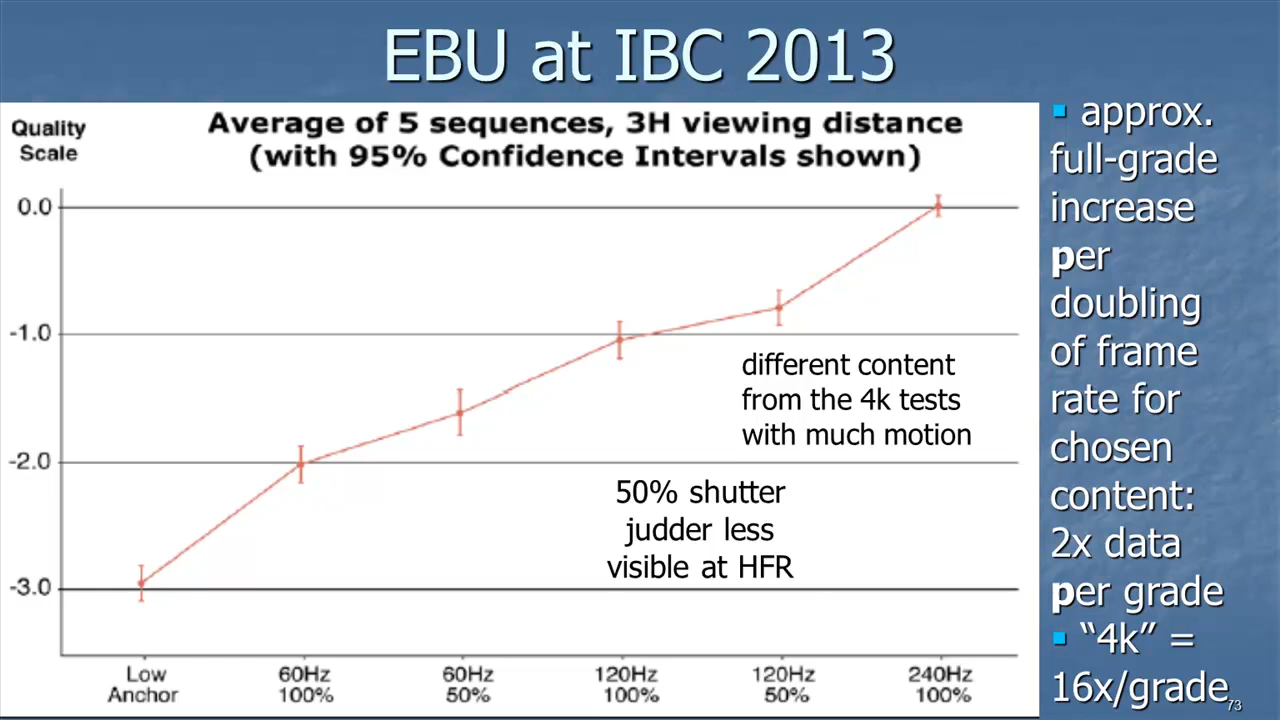 EBU at IBC 2013
Quality
Scale
Average of 5 sequences, 3H viewing distance
(with 95% Confidence Intervals shown)
0.0
-1.0
-2.0
-3.0
different content
from the 4k tests
with much motion
50% shutter
judder less
visible at HFR
Low
Anchor
60Hz
100%
60Hz
50%
120Hz
100%
120Hz
50%
240Hz
100%
▪ approx.
full-grade
increase
per
doubling
of frame
rate for
chosen
content:
2x data
per grade
▪ “4k” =
16x/grade
73